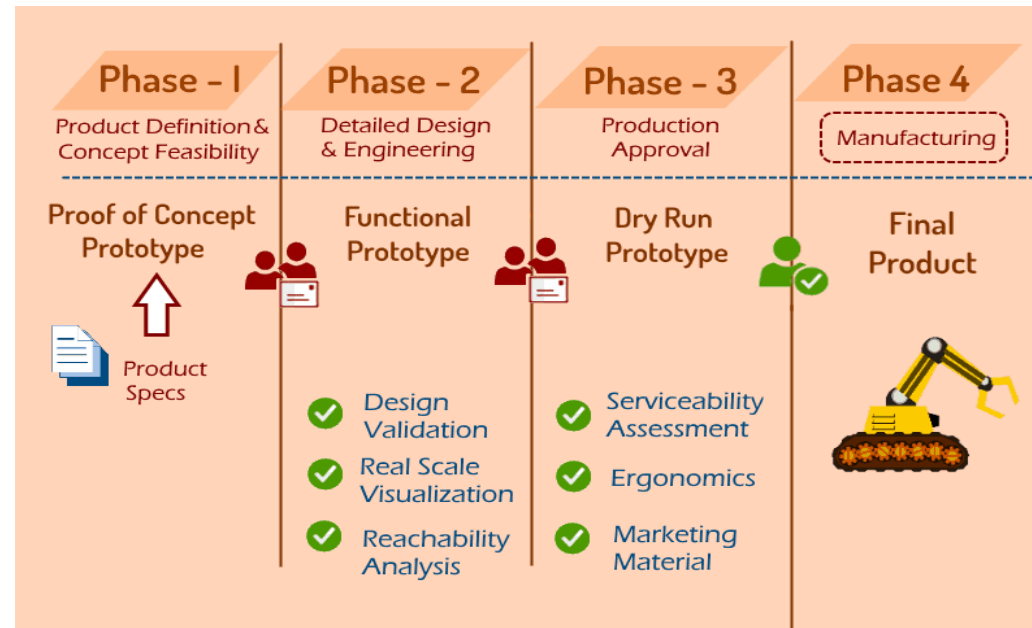 Phase - I
Product Definition &
Concept Feasibility
Proof of Concept
Prototype
Product
Specs
Phase - 2
Detailed Design
& Engineering
Functional
Prototype
Design
Validation
Real Scale
Visualization
Reachability
Analysis
Phase - 3
Production
Approval
Dry Run
Prototype
Serviceability
Assessment
Ergonomics
Marketing
Material
Phase 4
Manufacturing
Final
Product